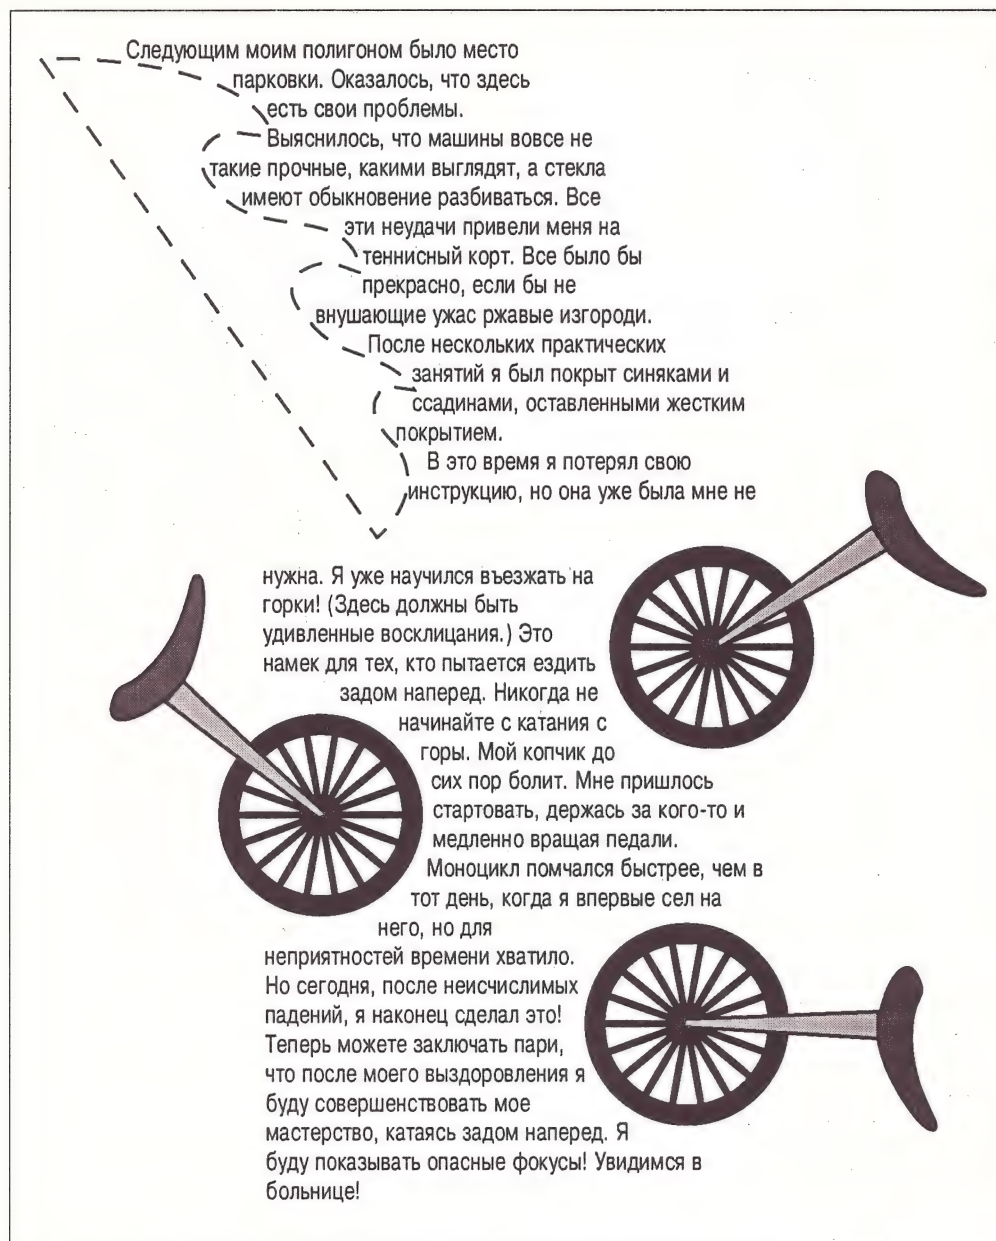 Следующим моим полигоном было место
парковки. Оказалось, что здесь
есть свои проблемы.
Выяснилось, что машины вовсе не
такие прочные, какими выглядят, а стекла
имеют обыкновение разбиваться. Все
эти неудачи привели меня на
теннисный корт. Все было бы
прекрасно, если бы не
внушающие ужас ржавые изгороди.
После нескольких практических
занятий я был покрыт синяками и
ссадинами, оставленными жестким
покрытием.
В это время я потерял свою
инструкцию, но она уже была мне не
нужна. Я уже научился въезжать на
горки! (Здесь должны быть
удивленные восклицания.) Это
намек для тех, кто пытается ездить
задом наперед. Никогда не
начинайте с катания с
горы. Мой копчик до
сих пор болит. Мне пришлось
стартовать, держась за кого-то и
медленно вращая педали.
Моноцикл помчался быстрее, чем в
тот день, когда я впервые сел на
него, но для
неприятностей времени хватило.
Но сегодня, после неисчислимых
падений, я наконец сделал это!
Теперь можете заключать пари,
что после моего выздоровления я
буду совершенствовать мое
мастерство, катаясь задом наперед. Я
буду показывать опасные фокусы! Увидимся в
больнице!